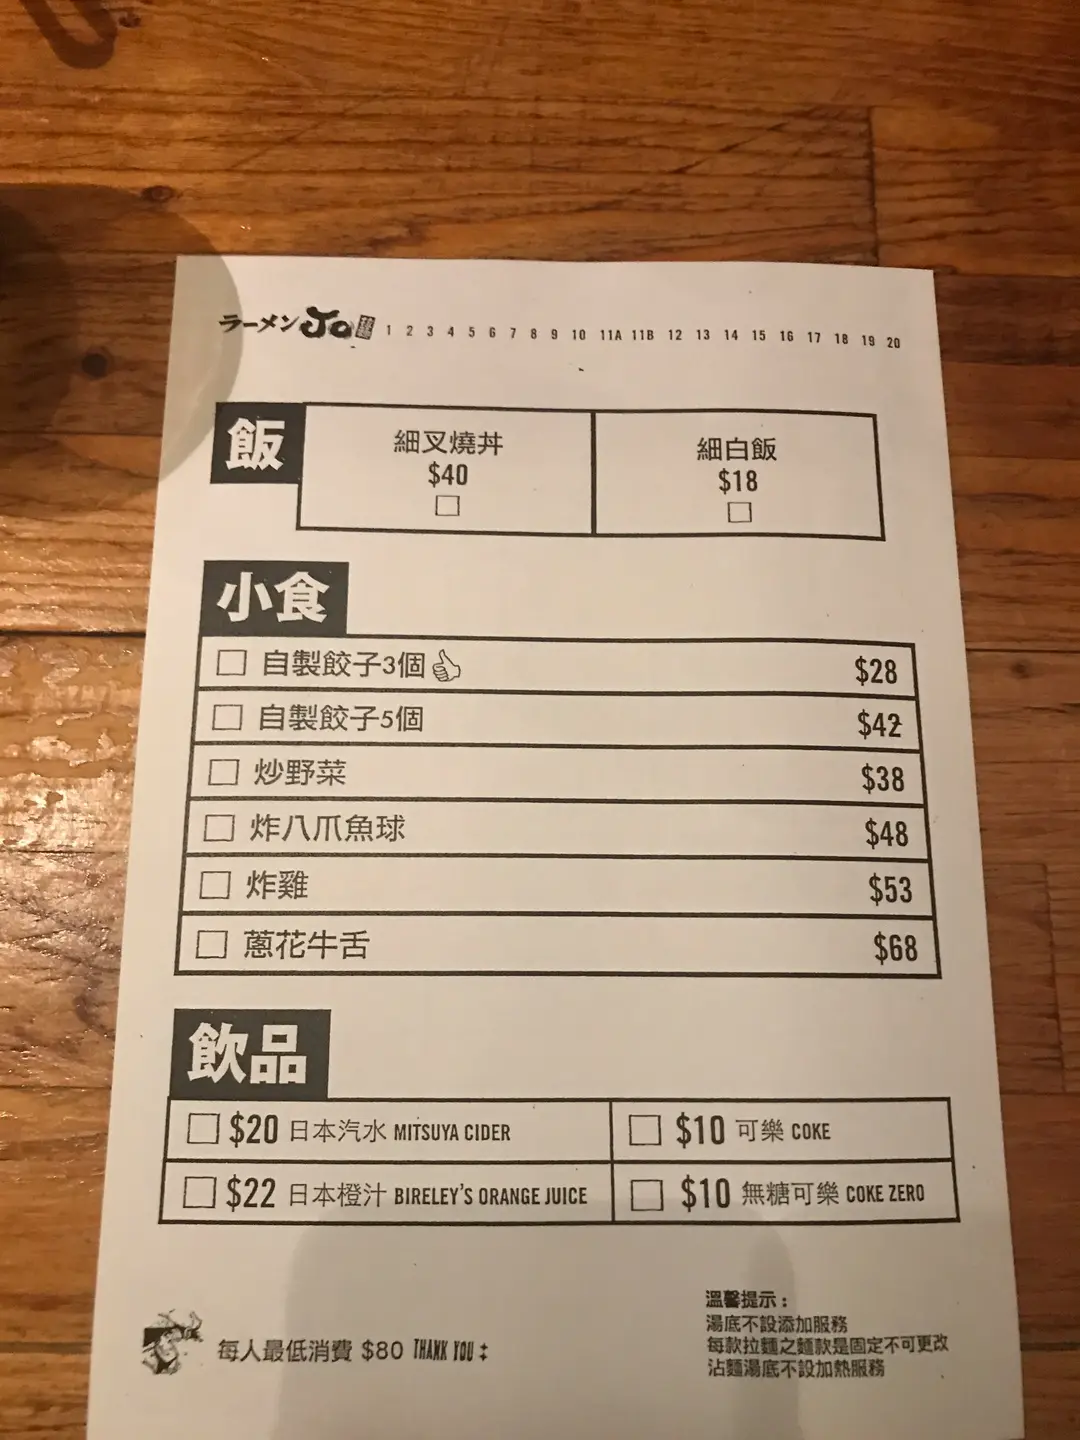 ラーメン Jo 1 2 3 4 5 6 7 8 9 10 11A 11B 12 13 14 15 16 17 18 19 20
飯
細叉燒丼 細白飯
$40 $18
小食
自製餃子3個 $28
自製餃子5個 $42
炒野菜 $38
炸八爪魚球 $48
炸雞 $53
蔥花牛舌 $68
飲品
$20 日本汽水 MITSUYA CIDER $10 可樂 COKE
$22 日本橙汁 BIRELEY'S ORANGE JUICE $10 無糖可樂 COKE ZERO
每人最低消費 $80 THANK YOU
溫馨提示：
湯底不設添加服務
每款拉麵之麵款是固定不可更改
沾麵湯底不設加熱服務